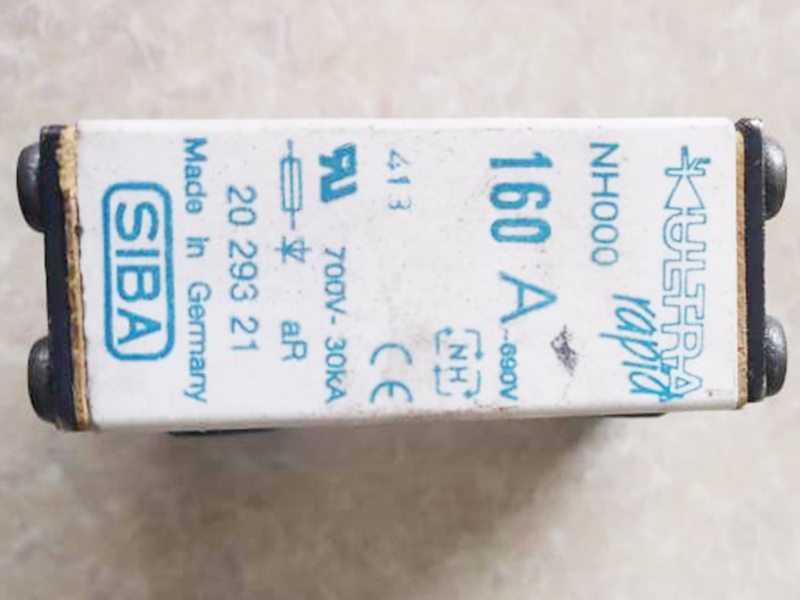 ULTRA
rapid
NH000
160 A
~690V
NH
413
CE
700V~ 30kA
aR
20 293 21
Made in Germany
SIBA